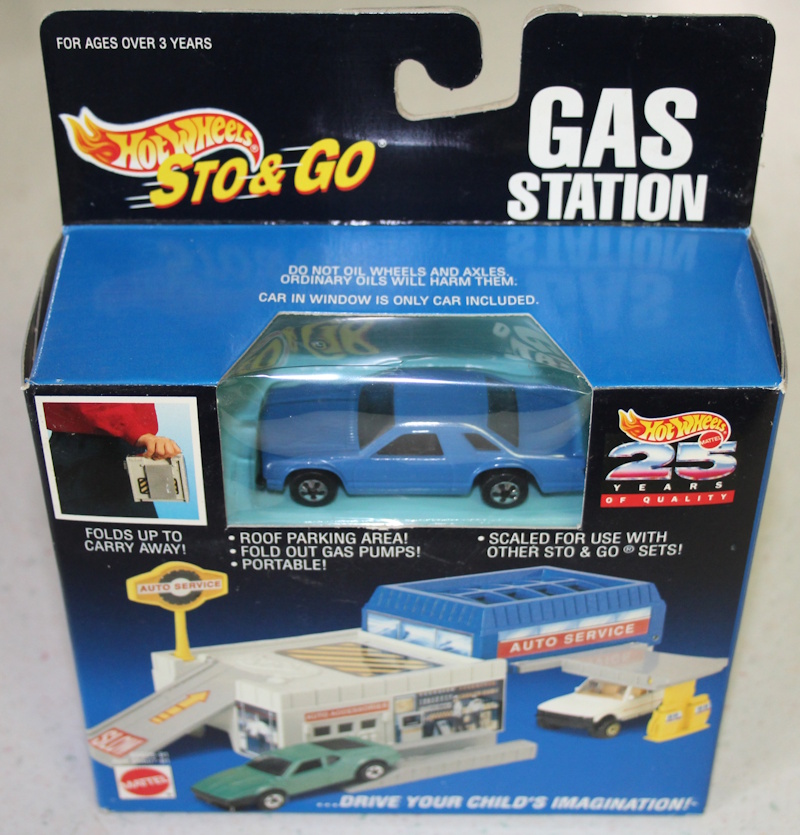 FOR AGES OVER 3 YEARS
HOT WHEELS®
STO & GO®
GAS
STATION
DO NOT OIL WHEELS AND AXLES,
ORDINARY OILS WILL HARM THEM.
CAR IN WINDOW IS ONLY CAR INCLUDED.
HOT WHEELS®
MATTEL
25
YEARS
OF QUALITY
FOLDS UP TO
CARRY AWAY!
• ROOF PARKING AREA!
• FOLD OUT GAS PUMPS!
• PORTABLE!
• SCALED FOR USE WITH
OTHER STO & GO® SETS!
AUTO SERVICE
AUTO SERVICE
AUTO ACCESSORIES
MATTEL
...DRIVE YOUR CHILD'S IMAGINATION!